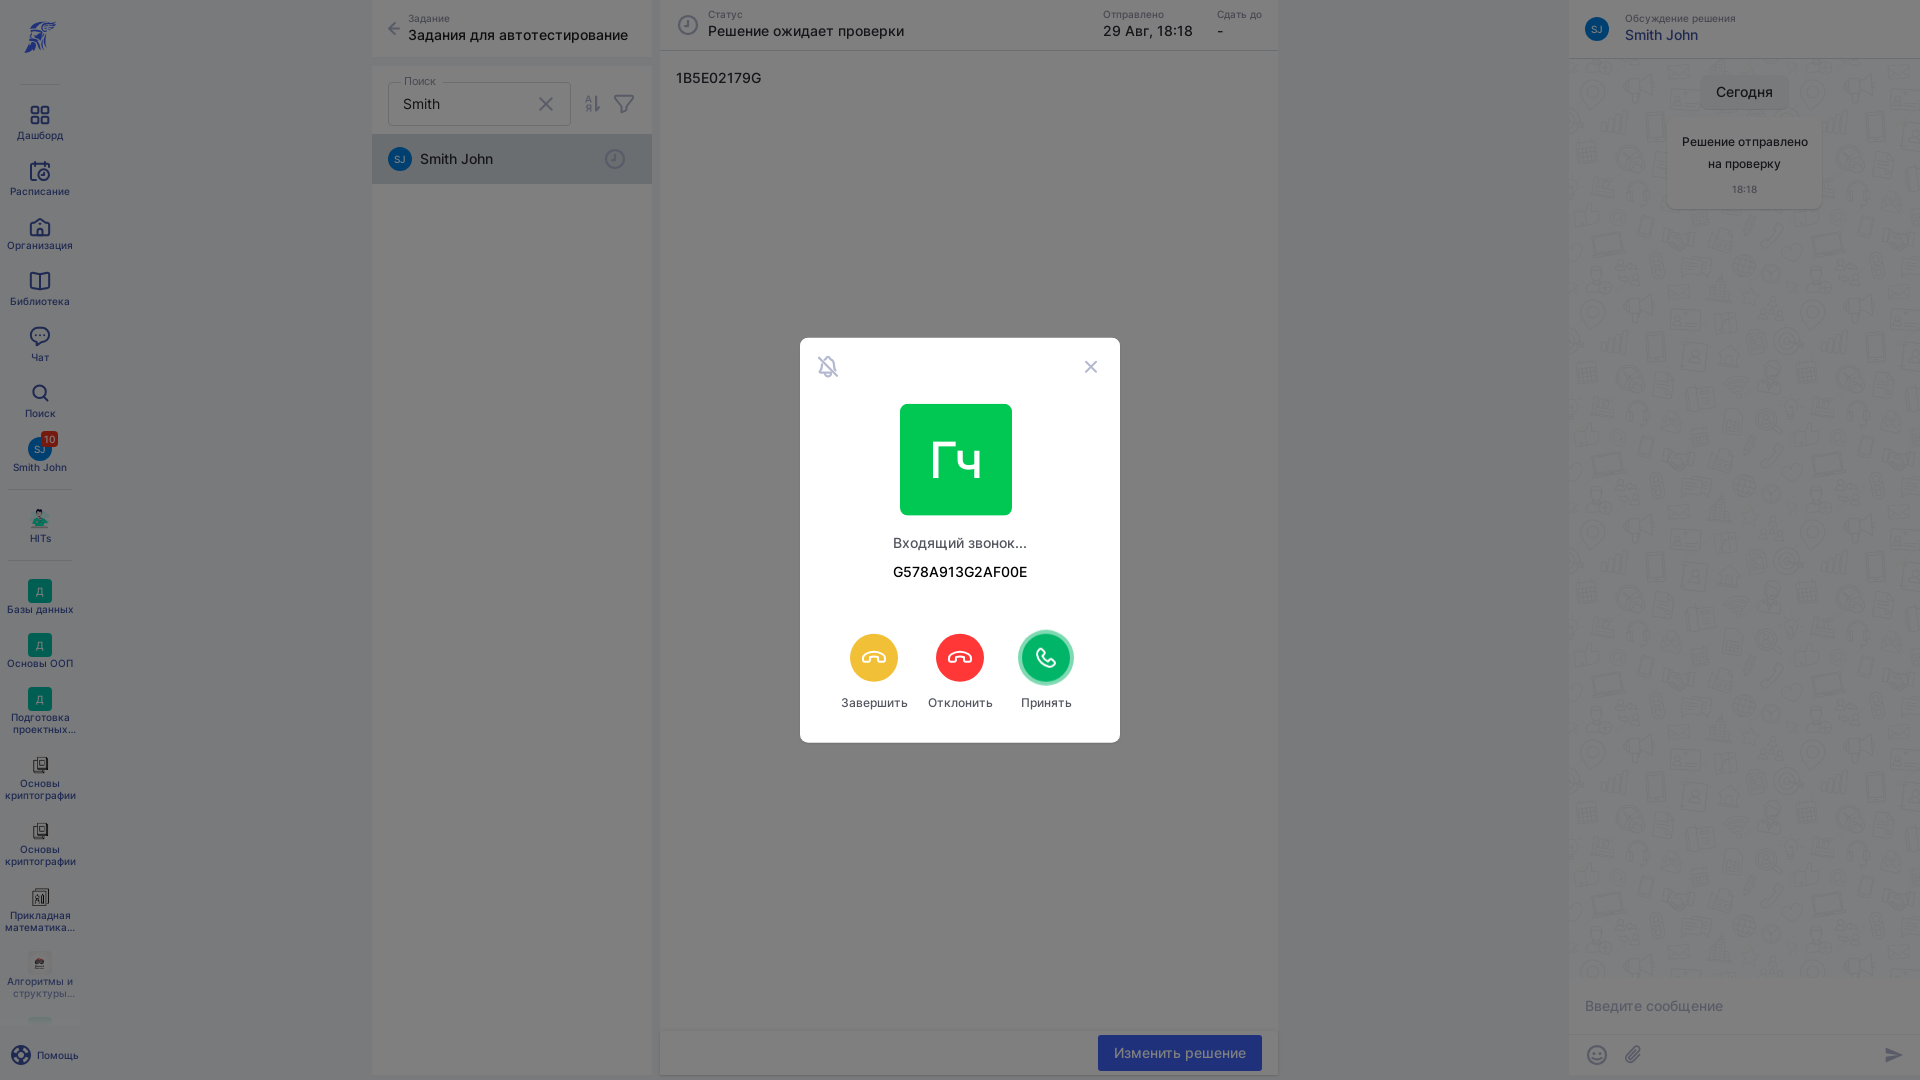 Дашборд
Расписание
Организация
Библиотека
Чат
Поиск
SJ
10
Smith John
HITs
Д
Базы данных
Д
Основы ООП
Д
Подготовка
проектных...
Основы
криптографии
Основы
криптографии
Прикладная
математика...
Алгоритмы и
структуры...
Помощь
Задание
Задания для автотестирование
Поиск
Smith
SJ
Smith John
Статус
Решение ожидает проверки
Отправлено
29 Авг, 18:18
Сдать до
-
1B5E02179G
Гч
Входящий звонок...
G578A913G2AF00E
Завершить
Отклонить
Принять
Изменить решение
SJ
Обсуждение решения
Smith John
Сегодня
Решение отправлено
на проверку
18:18
Введите сообщение